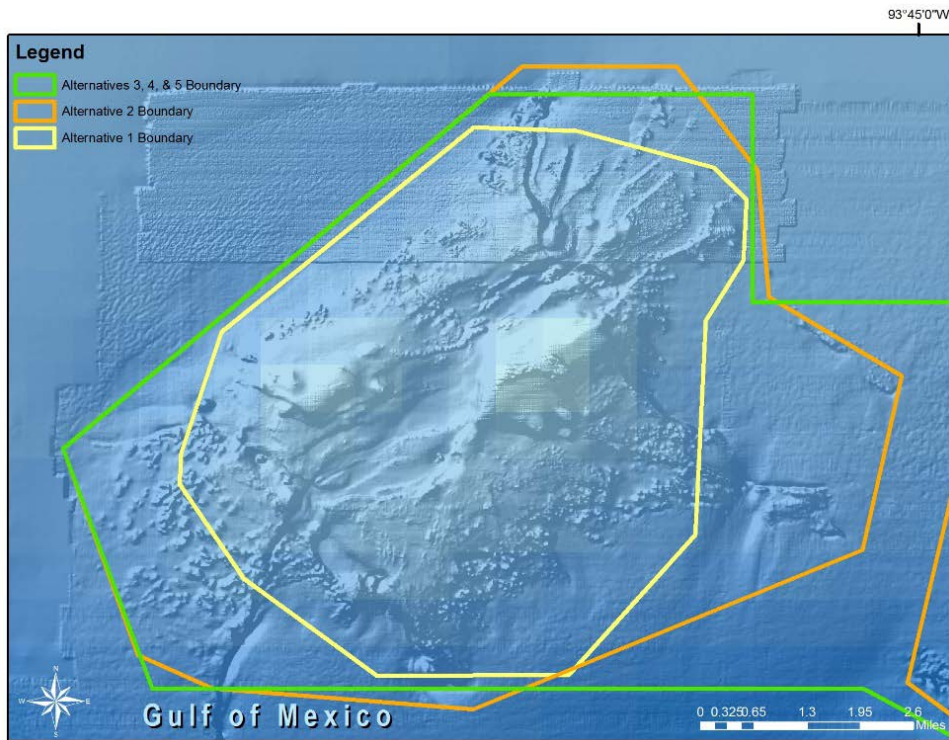 93°45'0"W
Legend
Alternatives 3, 4, & 5 Boundary
Alternative 2 Boundary
Alternative 1 Boundary
N
W E
S
Gulf of Mexico
0 0.325 0.65 1.3 1.95 2.6
Miles